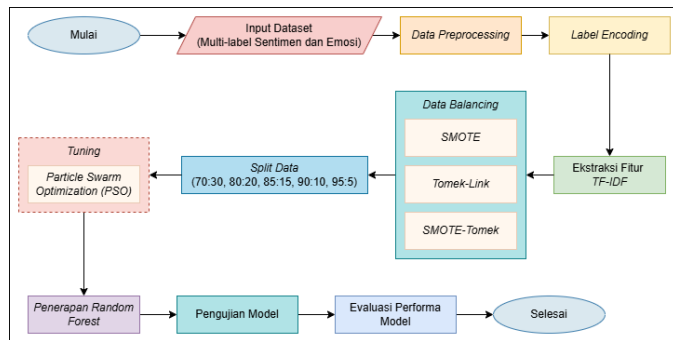 Mulai
Input Dataset
(Multi-label Sentimen dan Emosi)
Data Preprocessing
Label Encoding
Ekstraksi Fitur
TF-IDF
Data Balancing
SMOTE
Tomek-Link
SMOTE-Tomek
Split Data
(70:30, 80:20, 85:15, 90:10, 95:5)
Tuning
Particle Swarm
Optimization (PSO)
Penerapan Random
Forest
Pengujian Model
Evaluasi Performa
Model
Selesai